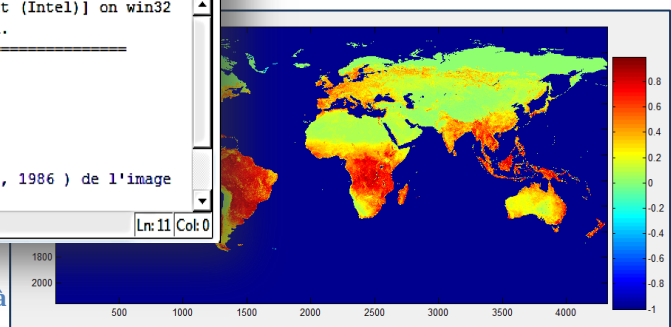 t (Intel)] on win32
.
==============
, 1986 ) de l'image
Ln: 11 Col: 0
à
1800
2000
500 1000 1500 2000 2500 3000 3500 4000
0.8
0.6
0.4
0.2
0
-0.2
-0.4
-0.6
-0.8
-1